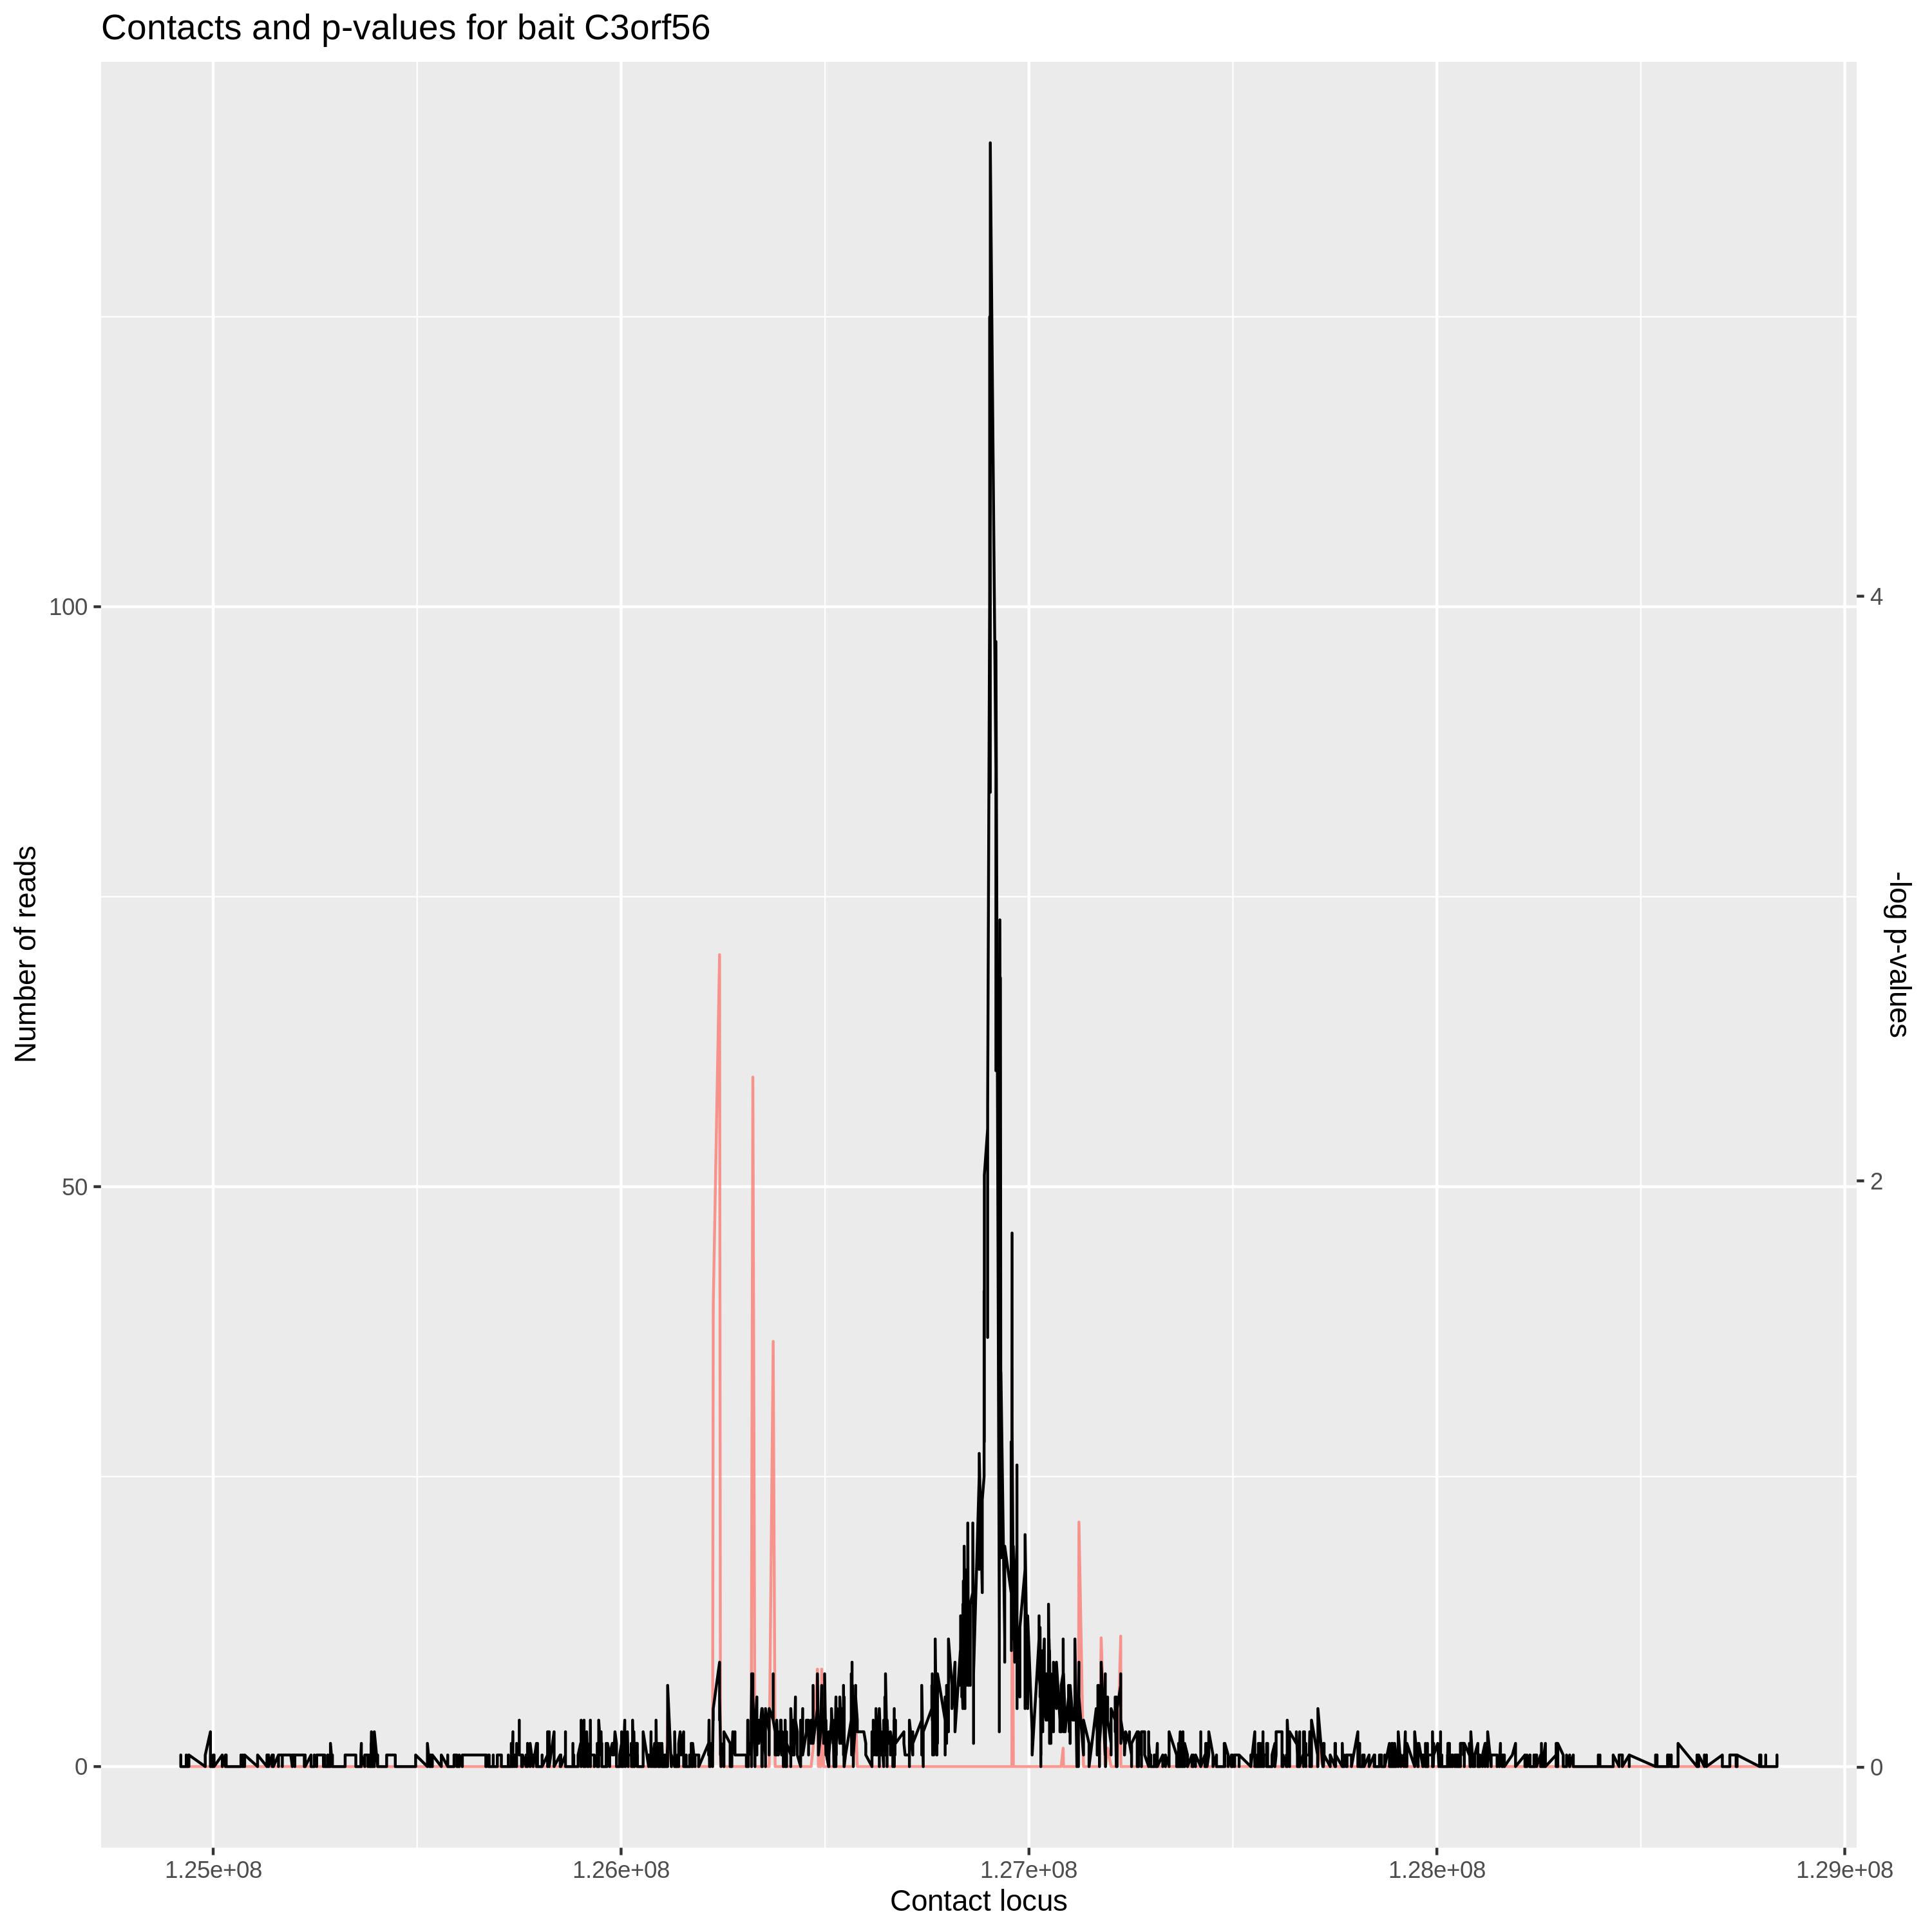 Contacts and p-values for bait C3orf56
Number of reads
100
50
0
4
2
0
-log p-values
1.25e+08
1.26e+08
1.27e+08
1.28e+08
1.29e+08
Contact locus